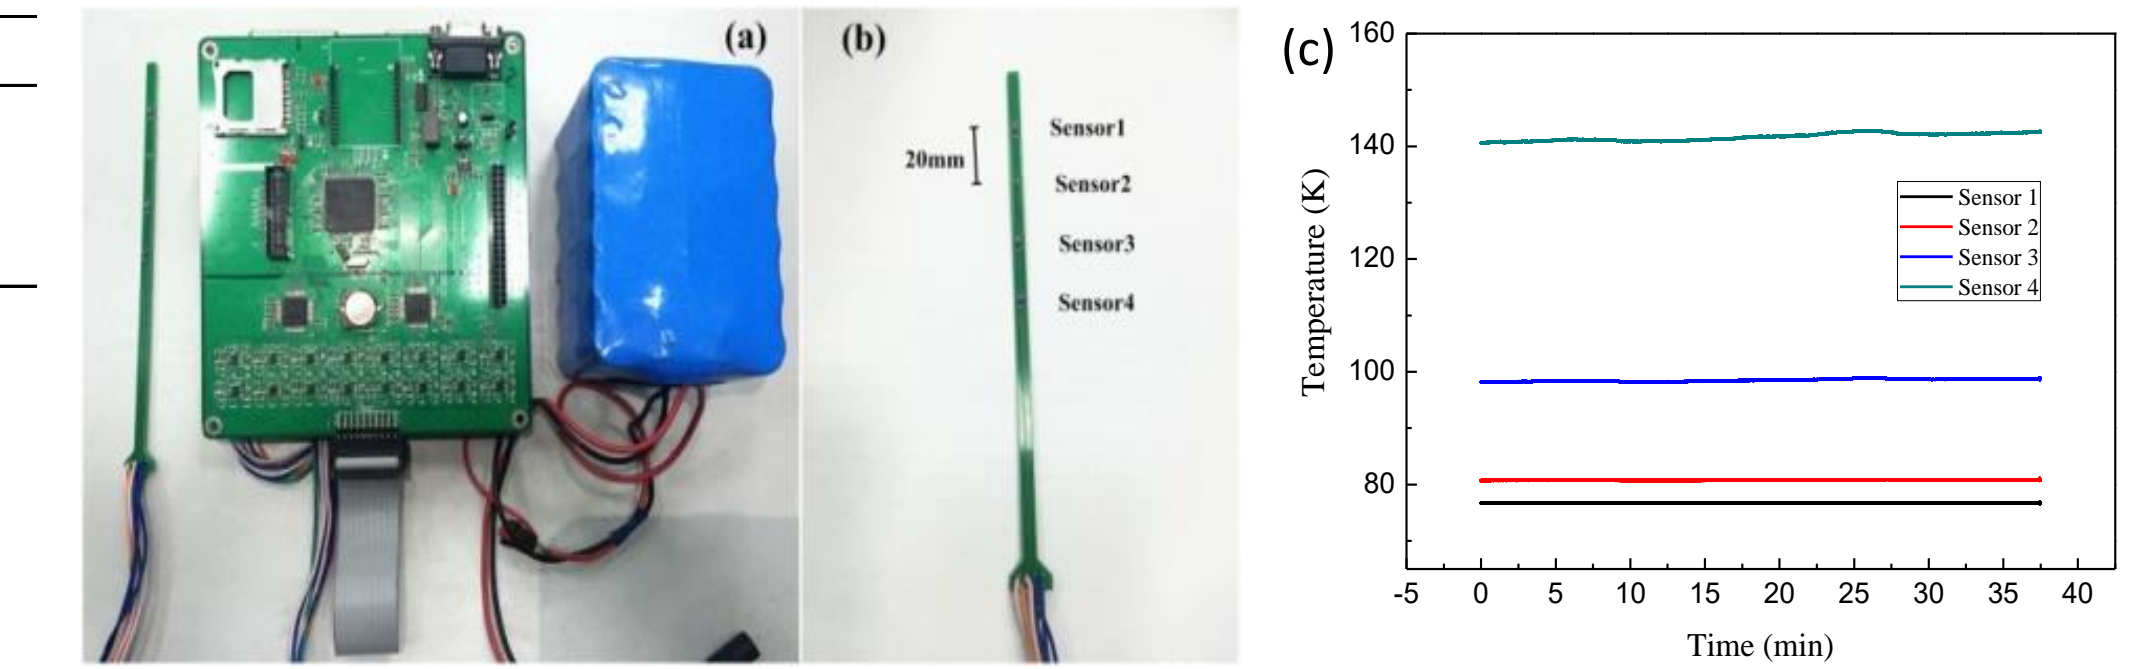 (a)
(b)
Sensor1
20mm
Sensor2
Sensor3
Sensor4
(c)
160
140
120
100
80
Temperature (K)
Sensor 1
Sensor 2
Sensor 3
Sensor 4
-5 0 5 10 15 20 25 30 35 40
Time (min)